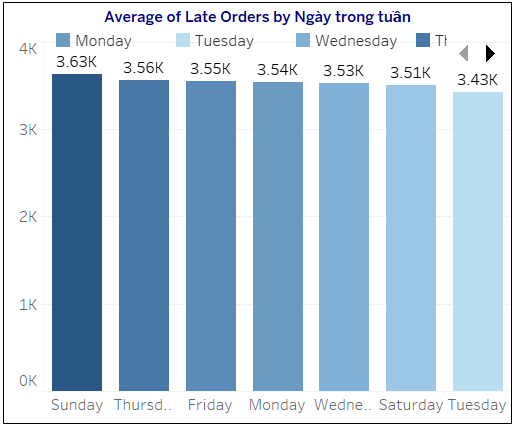 Average of Late Orders by Ngày trong tuần
Monday Tuesday Wednesday Th
4K
3.63K 3.56K 3.55K 3.54K 3.53K 3.51K 3.43K
3K
2K
1K
0K
Sunday Thursd.. Friday Monday Wedne.. Saturday Tuesday